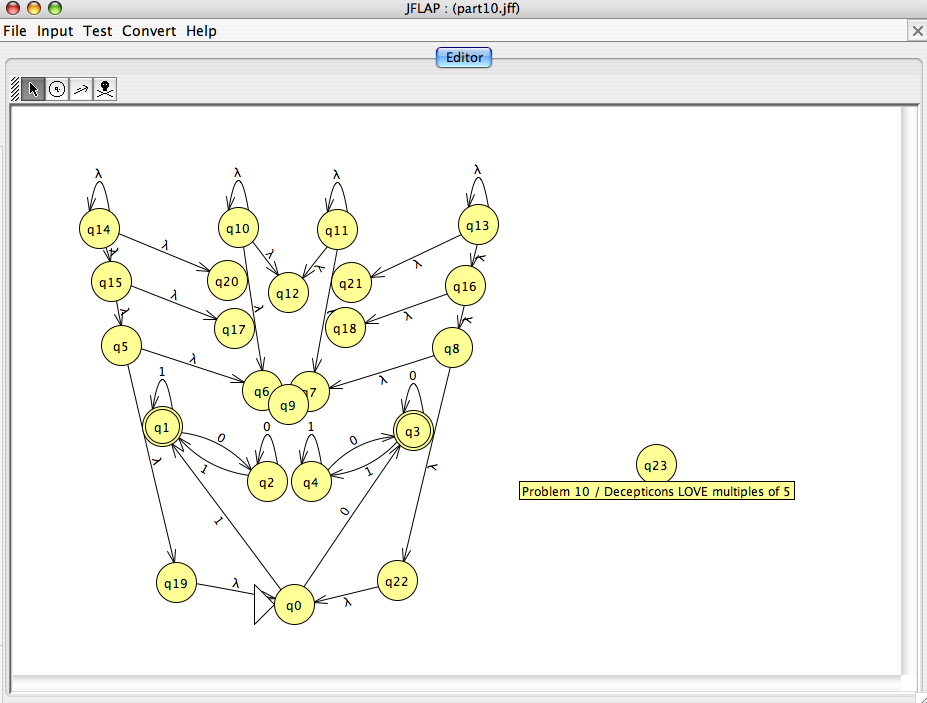 JFLAP : (part10.jff)
File Input Test Convert Help
Editor
λ λ λ λ
q14 q10 q11 q13
λ λ λ λ λ λ
q15 q20 q12 q21 q16
λ λ λ λ λ
q17 q18
q5 q8
λ λ
q6 q7
q9
1 0
q1 q3
0 0 1 0
1 1
q2 q4
λ λ
q23
Problem 10 / Decepticons LOVE multiples of 5
1 0
q19 q22
λ λ
q0